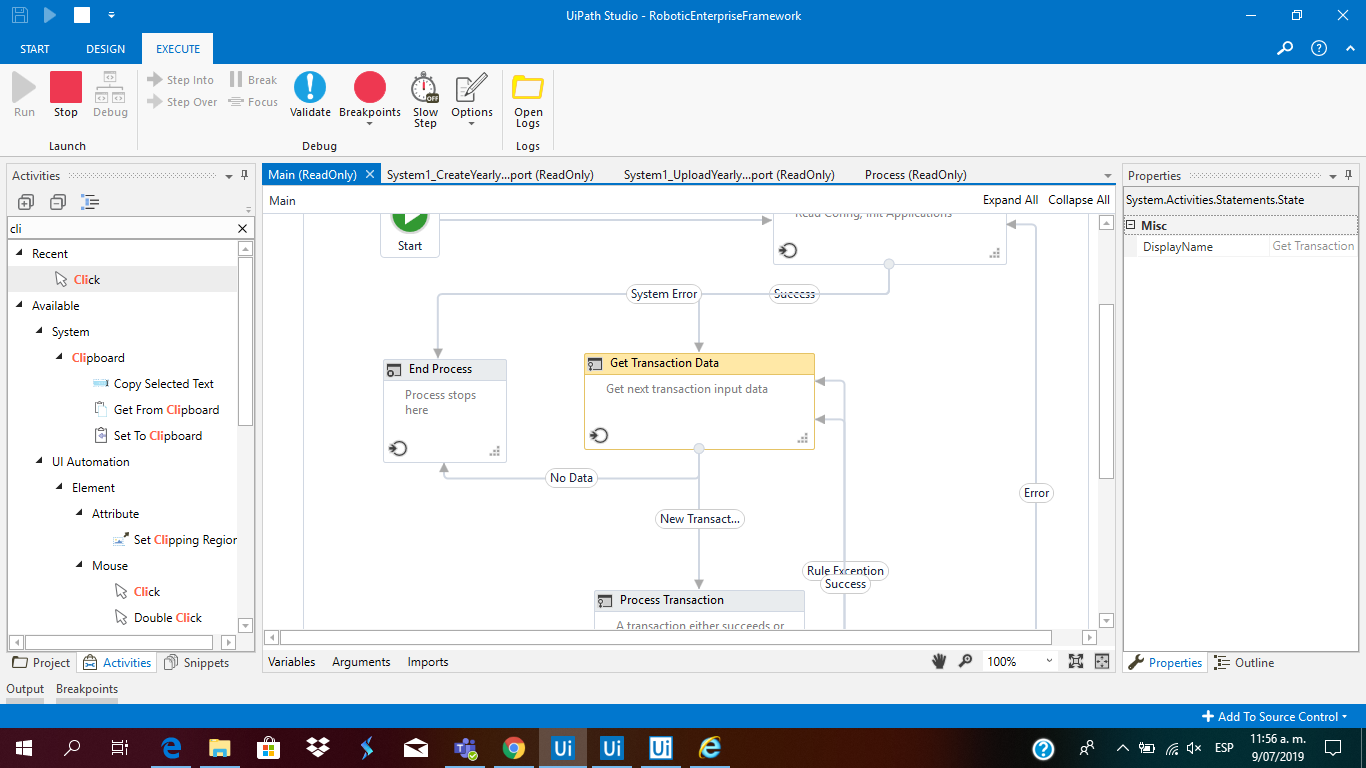 UiPath Studio - RoboticEnterpriseFramework
START DESIGN EXECUTE
Run Stop Debug
Launch
Step Into Break
Step Over Focus
Validate Breakpoints Slow Step Options
OFF
Debug
Open Logs
Logs
Activities
cli
Recent
Click
Available
System
Clipboard
Copy Selected Text
Get From Clipboard
Set To Clipboard
UI Automation
Element
Attribute
Set Clipping Region
Mouse
Click
Double Click
Project Activities Snippets
Main (ReadOnly) System1_CreateYearly...port (ReadOnly) System1_UploadYearly...port (ReadOnly) Process (ReadOnly)
Main Expand All Collapse All
Read Config, Init Applications
Start
System Error Success
End Process
Process stops
here
Get Transaction Data
Get next transaction input data
No Data
Error
New Transact...
Rule Exception
Success
Process Transaction
A transaction either succeeds or
Variables Arguments Imports 100%
Properties
System.Activities.Statements.State
Misc
DisplayName Get Transaction
Properties Outline
Output Breakpoints
Add To Source Control
Ui Ui Ui
ESP
11:56 a. m.
9/07/2019